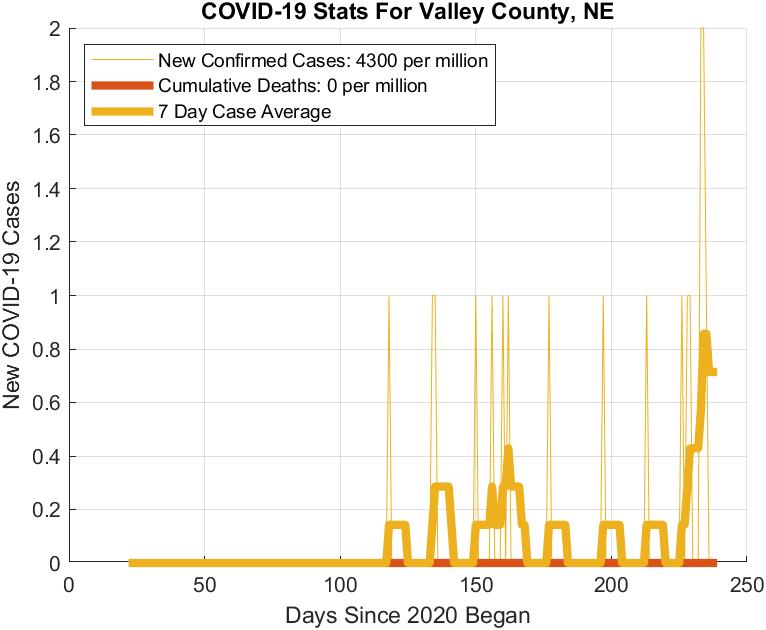 COVID-19 Stats For Valley County, NE
New Confirmed Cases: 4300 per million
Cumulative Deaths: 0 per million
7 Day Case Average
New COVID-19 Cases
2
1.8
1.6
1.4
1.2
1
0.8
0.6
0.4
0.2
0
0 50 100 150 200 250
Days Since 2020 Began